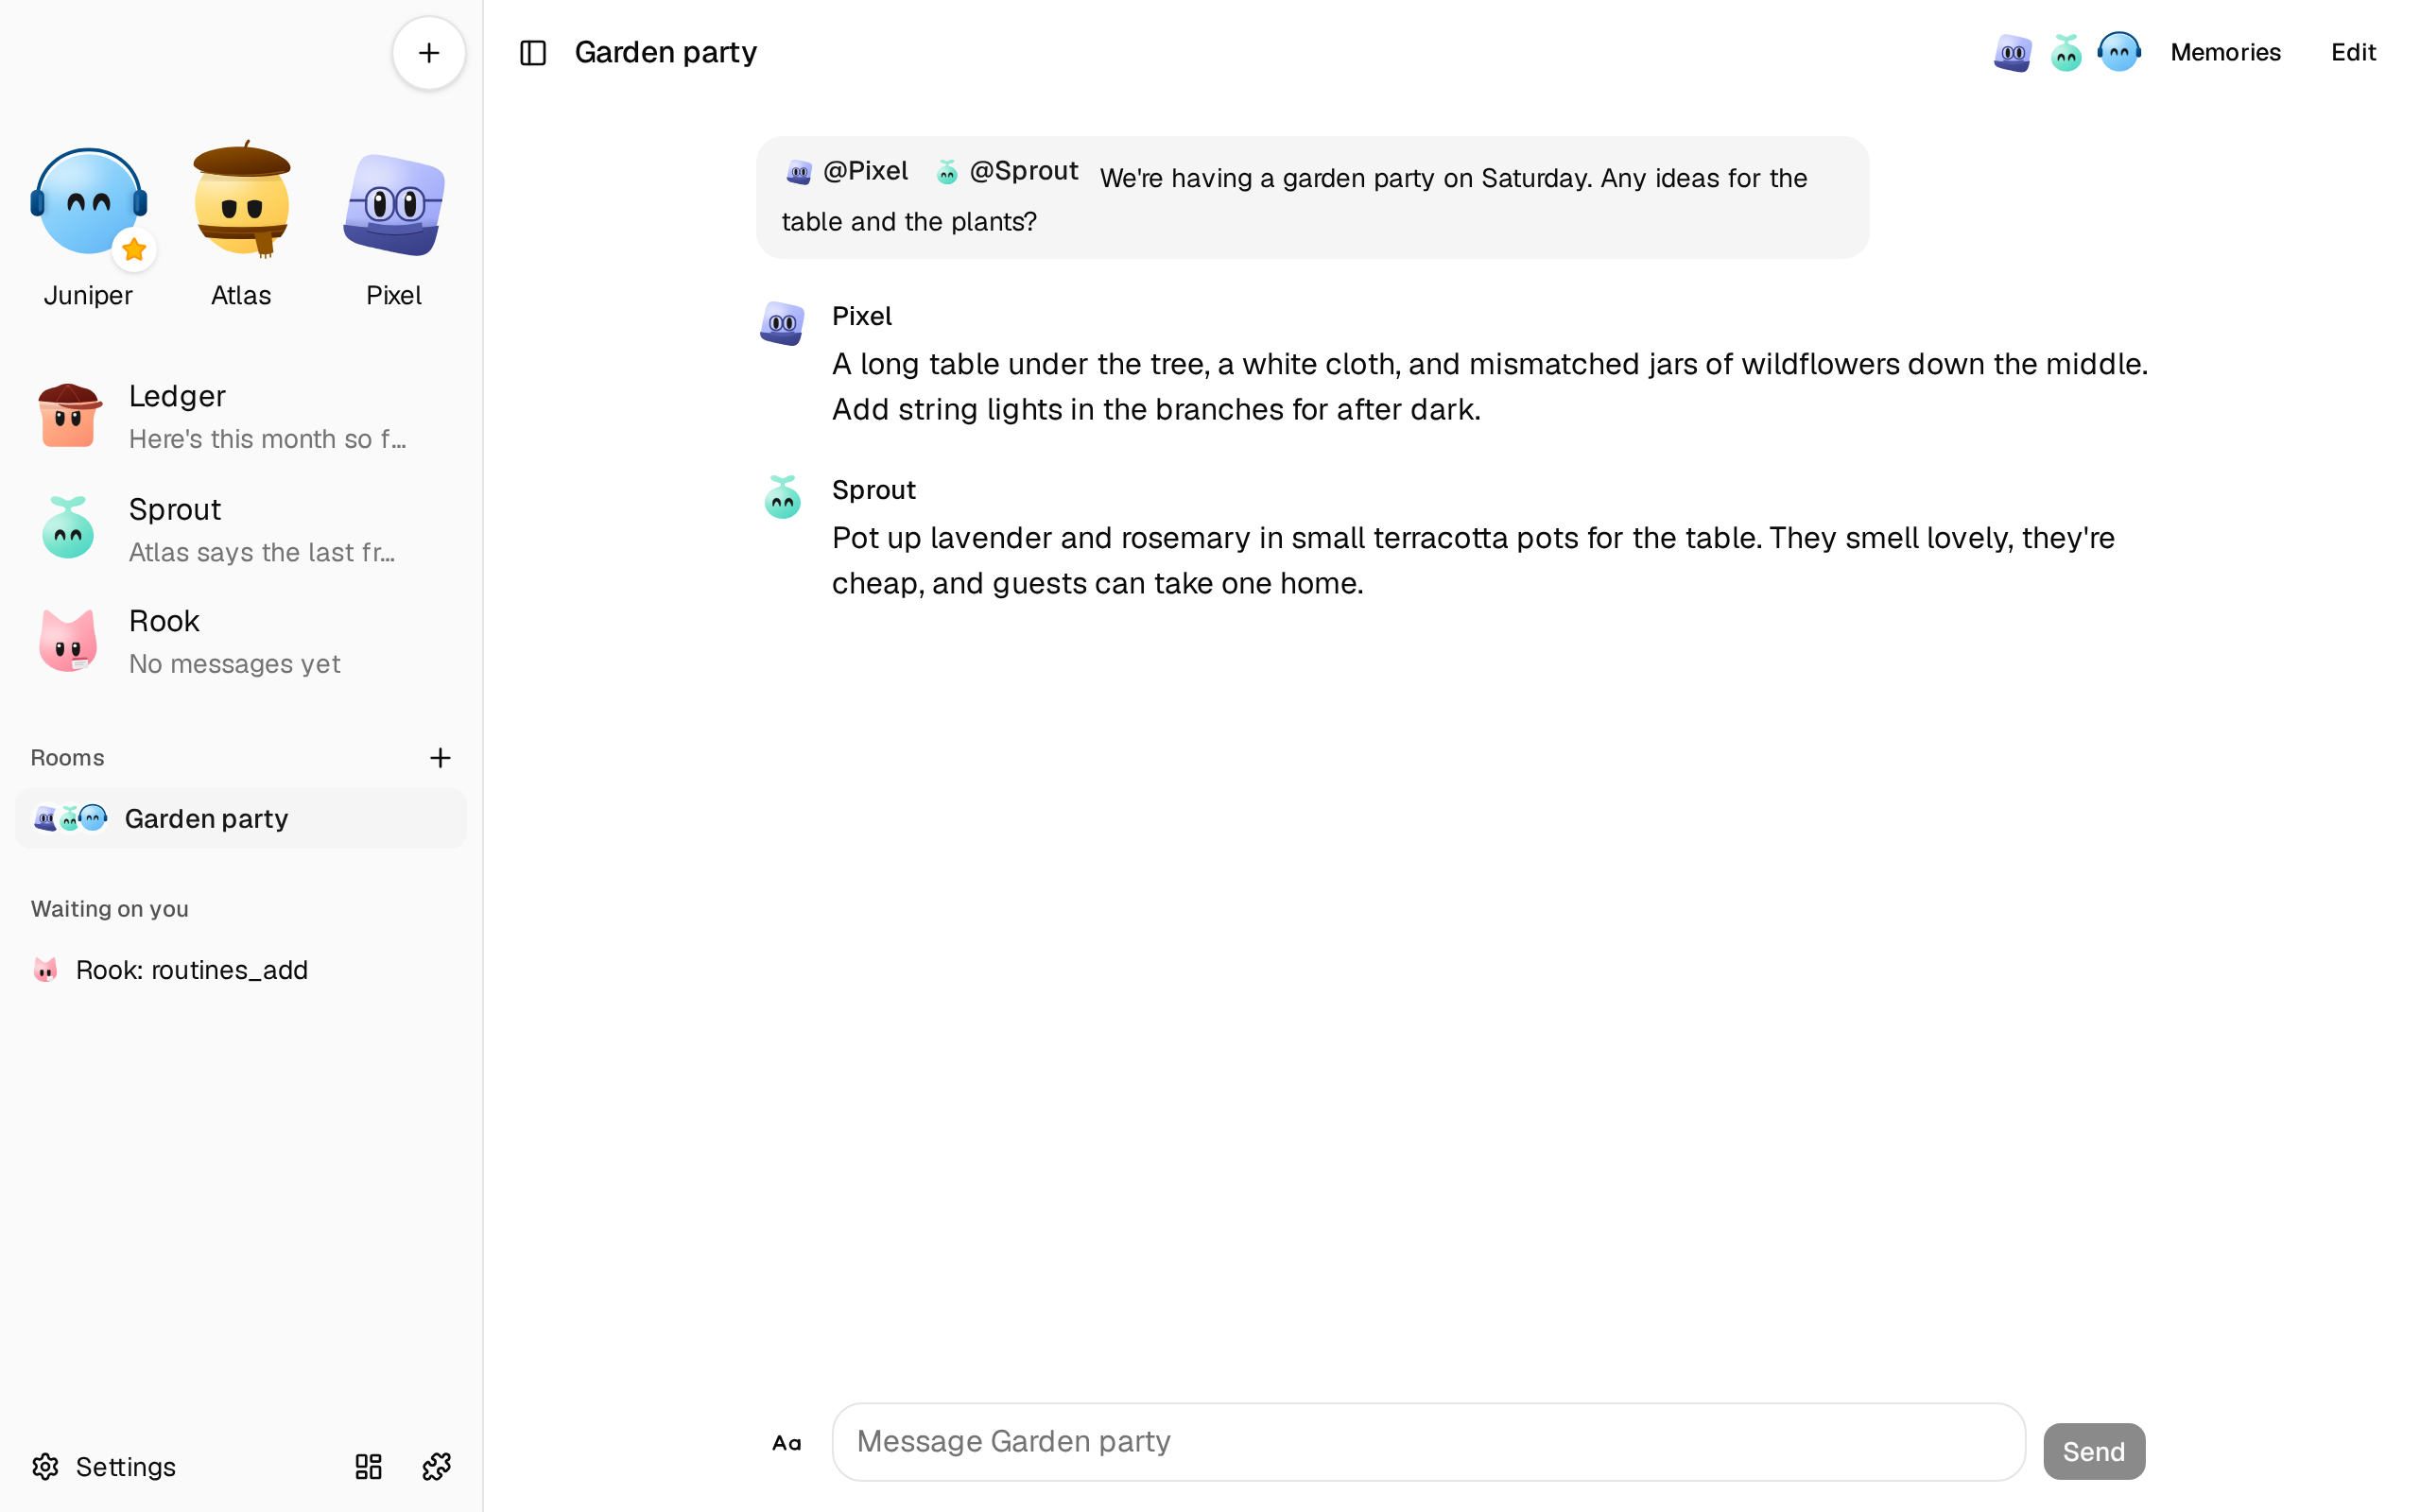 Juniper
Atlas
Pixel
Ledger
Here's this month so f...
Sprout
Atlas says the last fr...
Rook
No messages yet
Rooms
Garden party
Waiting on you
Rook: routines_add
Settings
Garden party
Memories
Edit
@Pixel @Sprout We're having a garden party on Saturday. Any ideas for the
table and the plants?
Pixel
A long table under the tree, a white cloth, and mismatched jars of wildflowers down the middle.
Add string lights in the branches for after dark.
Sprout
Pot up lavender and rosemary in small terracotta pots for the table. They smell lovely, they're
cheap, and guests can take one home.
Aa
Message Garden party
Send